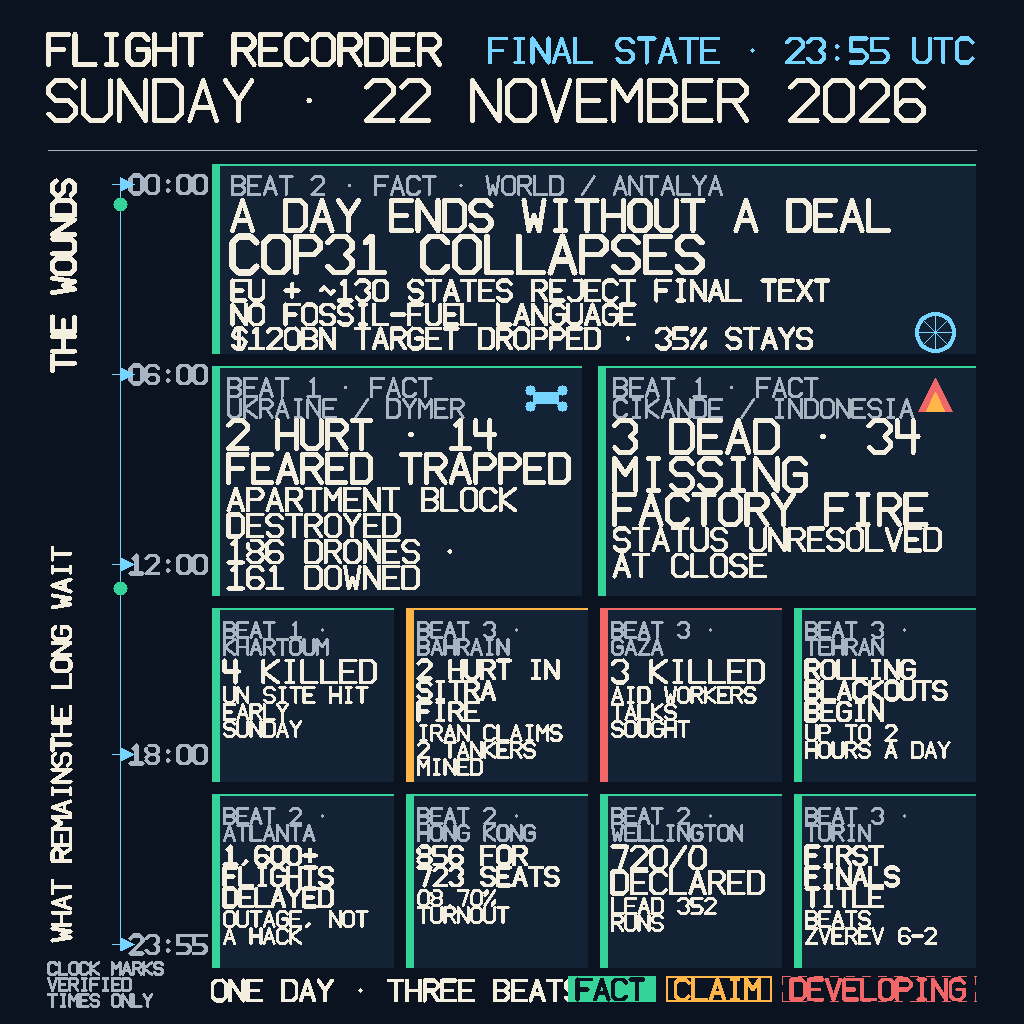 FLIGHT RECORDER
FINAL STATE · 23:55 UTC
SUNDAY · 22 NOVEMBER 2026
THE WOUNDS
THE LONG WAIT
WHAT REMAINS
00:00
06:00
12:00
18:00
23:55
BEAT 2 · FACT · WORLD / ANTALYA
A DAY ENDS WITHOUT A DEAL
COP31 COLLAPSES
EU + ~130 STATES REJECT FINAL TEXT
NO FOSSIL-FUEL LANGUAGE
$120BN TARGET DROPPED · 35% STAYS
BEAT 1 · FACT
UKRAINE / DYMER
2 HURT · 14
FEARED TRAPPED
APARTMENT BLOCK
DESTROYED
186 DRONES ·
161 DOWNED
BEAT 1 · FACT
CIKANDE / INDONESIA
3 DEAD · 34
MISSING
FACTORY FIRE
STATUS UNRESOLVED
AT CLOSE
BEAT 1 ·
KHARTOUM
4 KILLED
UN SITE HIT
EARLY
SUNDAY
BEAT 3 ·
BAHRAIN
2 HURT IN
SITRA
FIRE
IRAN CLAIMS
2 TANKERS
MINED
BEAT 3 ·
GAZA
3 KILLED
AID WORKERS
TALKS
SOUGHT
BEAT 3 ·
TEHRAN
ROLLING
BLACKOUTS
BEGIN
UP TO 2
HOURS A DAY
BEAT 2 ·
ATLANTA
1,600+
FLIGHTS
DELAYED
OUTAGE, NOT
A HACK
BEAT 2 ·
HONG KONG
856 FOR
723 SEATS
08.70%
TURNOUT
BEAT 2 ·
WELLINGTON
720/0
DECLARED
LEAD 352
RUNS
BEAT 3 ·
TURIN
FIRST
FINALS
TITLE
BEATS
ZVEREV 6-2
CLOCK MARKS
VERIFIED
TIMES ONLY
ONE DAY · THREE BEATS
FACT
CLAIM
DEVELOPING